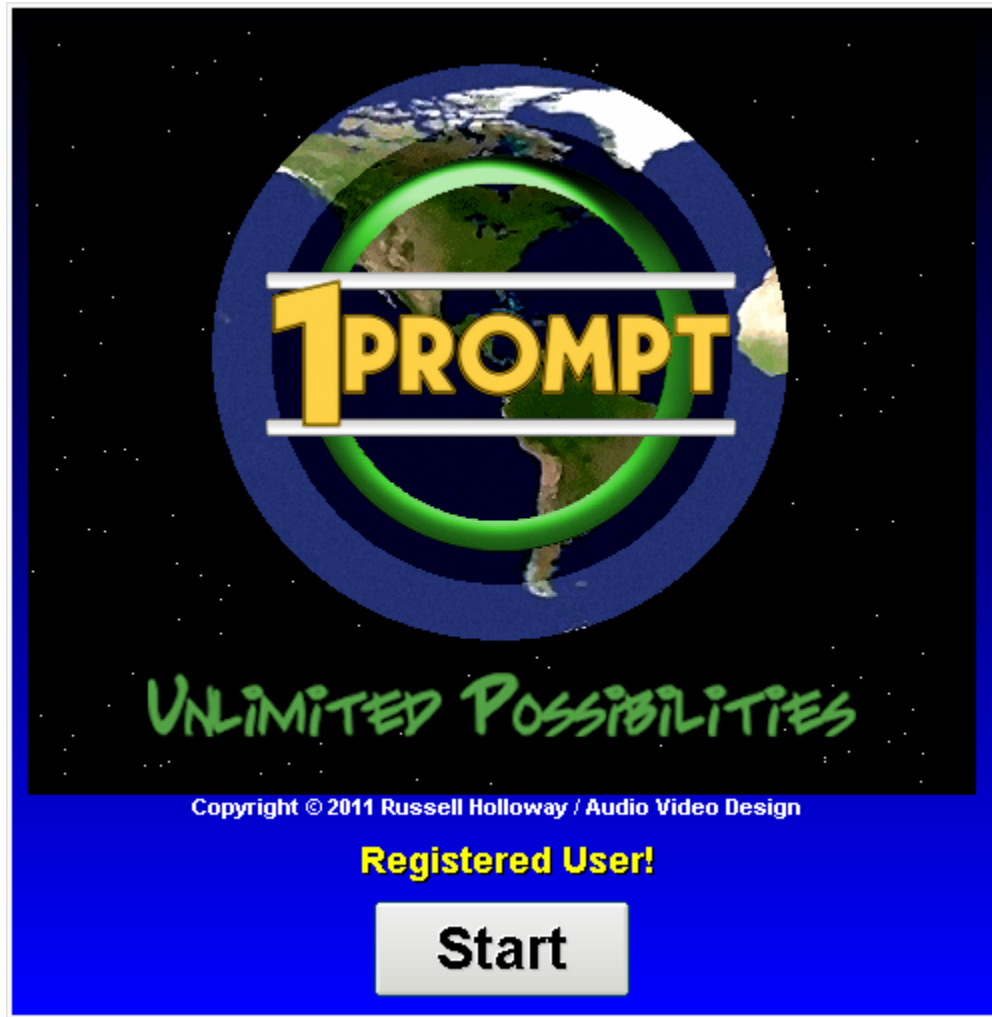 1PROMPT
UNLiMiTED POSSiBiLiTiES
Copyright © 2011 Russell Holloway / Audio Video Design
Registered User!
Start